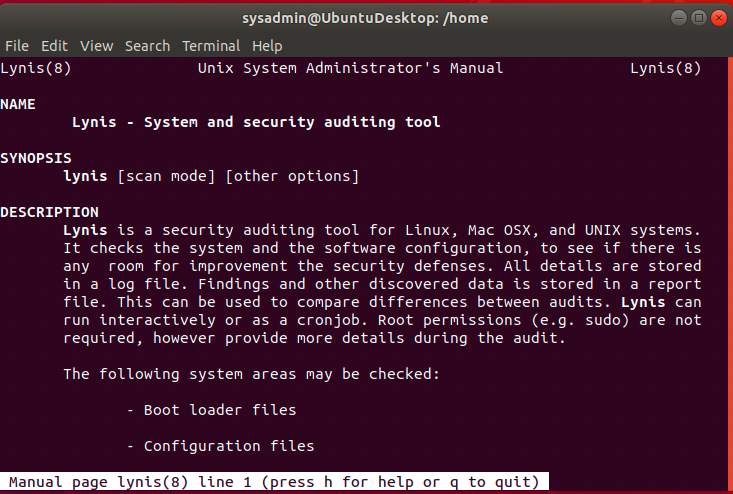 sysadmin@UbuntuDesktop: /home
File Edit View Search Terminal Help
Lynis(8) Unix System Administrator's Manual Lynis(8)
NAME
Lynis - System and security auditing tool
SYNOPSIS
lynis [scan mode] [other options]
DESCRIPTION
Lynis is a security auditing tool for Linux, Mac OSX, and UNIX systems.
It checks the system and the software configuration, to see if there is
any room for improvement the security defenses. All details are stored
in a log file. Findings and other discovered data is stored in a report
file. This can be used to compare differences between audits. Lynis can
run interactively or as a cronjob. Root permissions (e.g. sudo) are not
required, however provide more details during the audit.
The following system areas may be checked:
- Boot loader files
- Configuration files
Manual page lynis(8) line 1 (press h for help or q to quit)